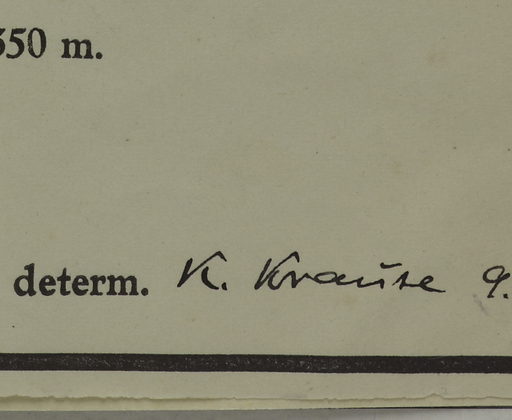 350 m.
determ. K. Krause 9.